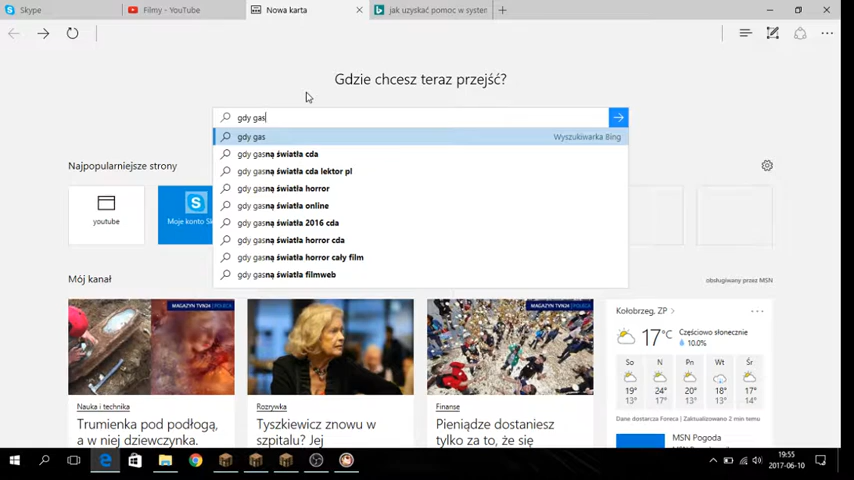 Skype
Filmy - YouTube
Nowa karta
jak uzyskać pomoc w system
Gdzie chcesz teraz przejść?
gdy gas
gdy gas
Wyszukiwarka Bing
gdy gasną światła cda
gdy gasną światła cda lektor pl
gdy gasną światła horror
gdy gasną światła online
gdy gasną światła 2016 cda
gdy gasną światła horror cda
gdy gasną światła horror cały film
gdy gasną światła filmweb
Najpopularniejsze strony
youtube
Moje konto Sk
Mój kanał
obsługiwany przez MSN
MAGAZYN TVN24
MAGAZYN TVN24
Nauka i technika
Trumienka pod podłogą,
a w niej dziewczynka.
Rozrywka
Tyszkiewicz znowu w
szpitalu? Jej
Finanse
Pieniądze dostaniesz
tylko za to, że się
Kołobrzeg, ZP
17°C
Częściowo słonecznie
10.0%
So N Pn Wt Śr
19° 24° 20° 18° 17°
13° 17° 13° 13° 14°
Dane dostarcza Foreca | Zaktualizowano 2 min temu
MSN Pogoda
19:55
2017-06-10